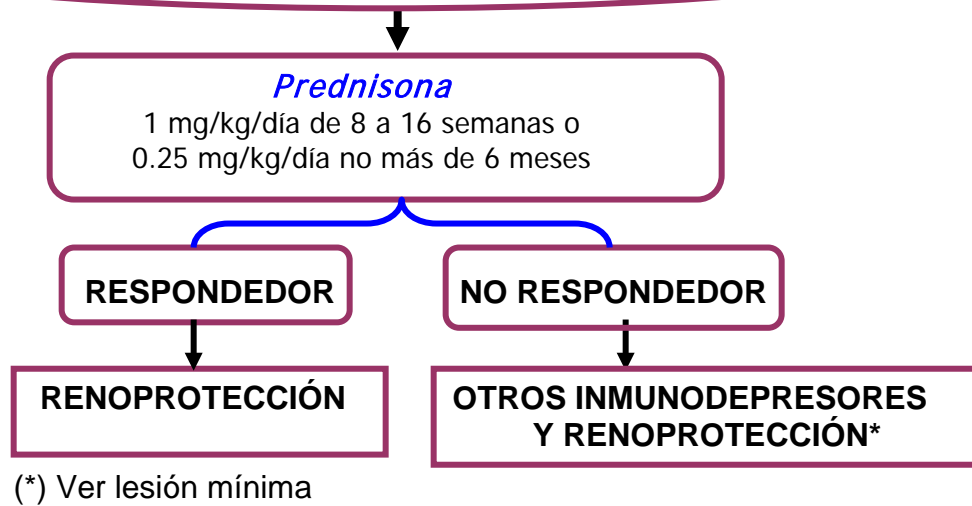 Prednisona
1 mg/kg/día de 8 a 16 semanas o
0.25 mg/kg/día no más de 6 meses
RESPONDEDOR
NO RESPONDEDOR
RENOPROTECCIÓN
OTROS INMUNODEPRESORES
Y RENOPROTECCIÓN*
(*) Ver lesión mínima